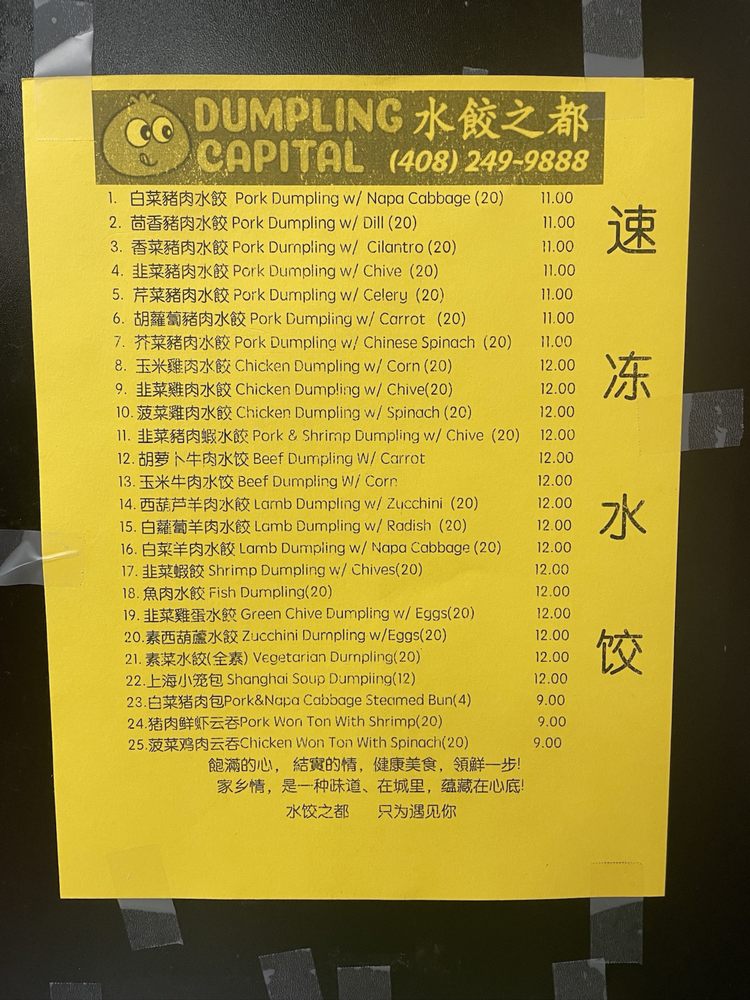 DUMPLING 水餃之都
CAPITAL (408) 249-9888
1. 白菜豬肉水餃 Pork Dumpling w/ Napa Cabbage (20) 11.00
2. 茴香豬肉水餃 Pork Dumpling w/ Dill (20) 11.00
3. 香菜豬肉水餃 Pork Dumpling w/ Cilantro (20) 11.00
4. 韭菜豬肉水餃 Pork Dumpling w/ Chive (20) 11.00
5. 芹菜豬肉水餃 Pork Dumpling w/ Celery (20) 11.00
6. 胡蘿蔔豬肉水餃 Pork Dumpling w/ Carrot (20) 11.00
7. 芥菜豬肉水餃 Pork Dumpling w/ Chinese Spinach (20) 11.00
8. 玉米雞肉水餃 Chicken Dumpling w/ Corn (20) 12.00
9. 韭菜雞肉水餃 Chicken Dumpling w/ Chive(20) 12.00
10. 菠菜雞肉水餃 Chicken Dumpling w/ Spinach (20) 12.00
11. 韭菜豬肉蝦水餃 Pork & Shrimp Dumpling w/ Chive (20) 12.00
12. 胡萝卜牛肉水饺 Beef Dumpling W/ Carrot 12.00
13. 玉米牛肉水饺 Beef Dumpling W/ Corn 12.00
14. 西葫芦羊肉水餃 Lamb Dumpling w/ Zucchini (20) 12.00
15. 白蘿蔔羊肉水餃 Lamb Dumpling w/ Radish (20) 12.00
16. 白菜羊肉水餃 Lamb Dumpling w/ Napa Cabbage (20) 12.00
17. 韭菜蝦餃 Shrimp Dumpling w/ Chives(20) 12.00
18. 魚肉水餃 Fish Dumpling(20) 12.00
19. 韭菜雞蛋水餃 Green Chive Dumpling w/ Eggs(20) 12.00
20. 素西葫蘆水餃 Zucchini Dumpling w/Eggs(20) 12.00
21. 素菜水餃(全素) Vegetarian Dumpling(20) 12.00
22. 上海小笼包 Shanghai Soup Dumpling(12) 12.00
23. 白菜猪肉包Pork&Napa Cabbage Steamed Bun(4) 9.00
24. 猪肉鲜虾云吞Pork Won Ton With Shrimp(20) 9.00
25. 菠菜鸡肉云吞Chicken Won Ton With Spinach(20) 9.00
飽滿的心，結實的情，健康美食，領鮮一步!
家乡情，是一种味道、在城里，蕴藏在心底!
水饺之都 只为遇见你
速
冻
水
饺